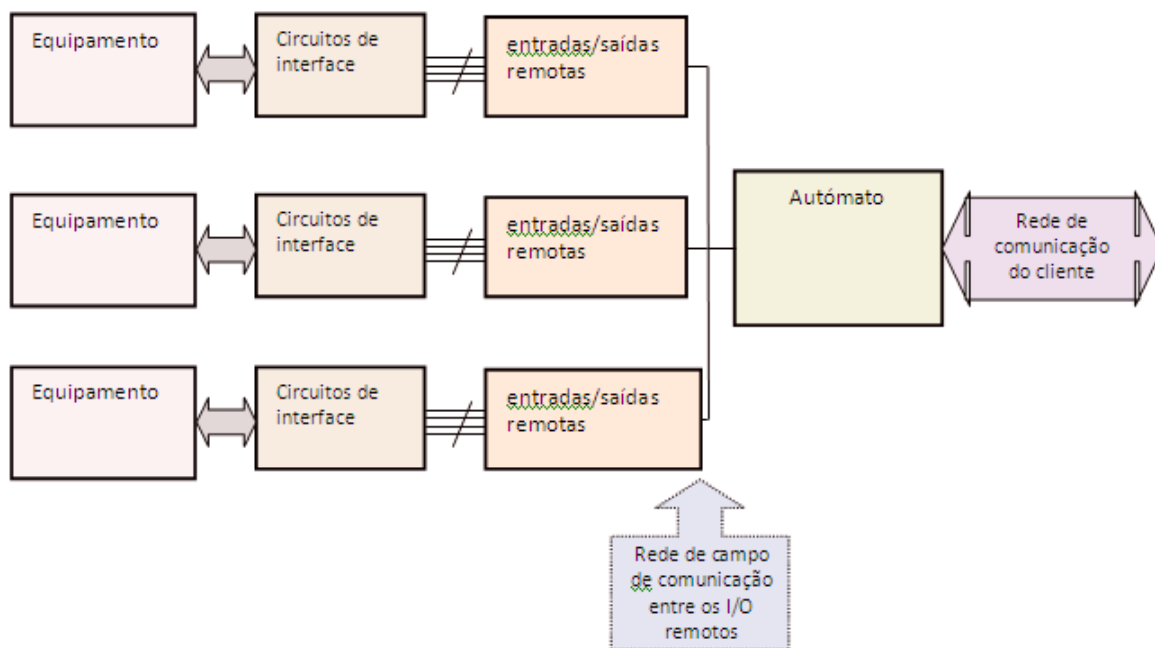 Equipamento
Circuitos de
interface
entradas/saídas
remotas
Equipamento
Circuitos de
interface
entradas/saídas
remotas
Autómato
Rede de
comunicação
do cliente
Equipamento
Circuitos de
interface
entradas/saídas
remotas
Rede de campo
de comunicação
entre os I/O
remotos